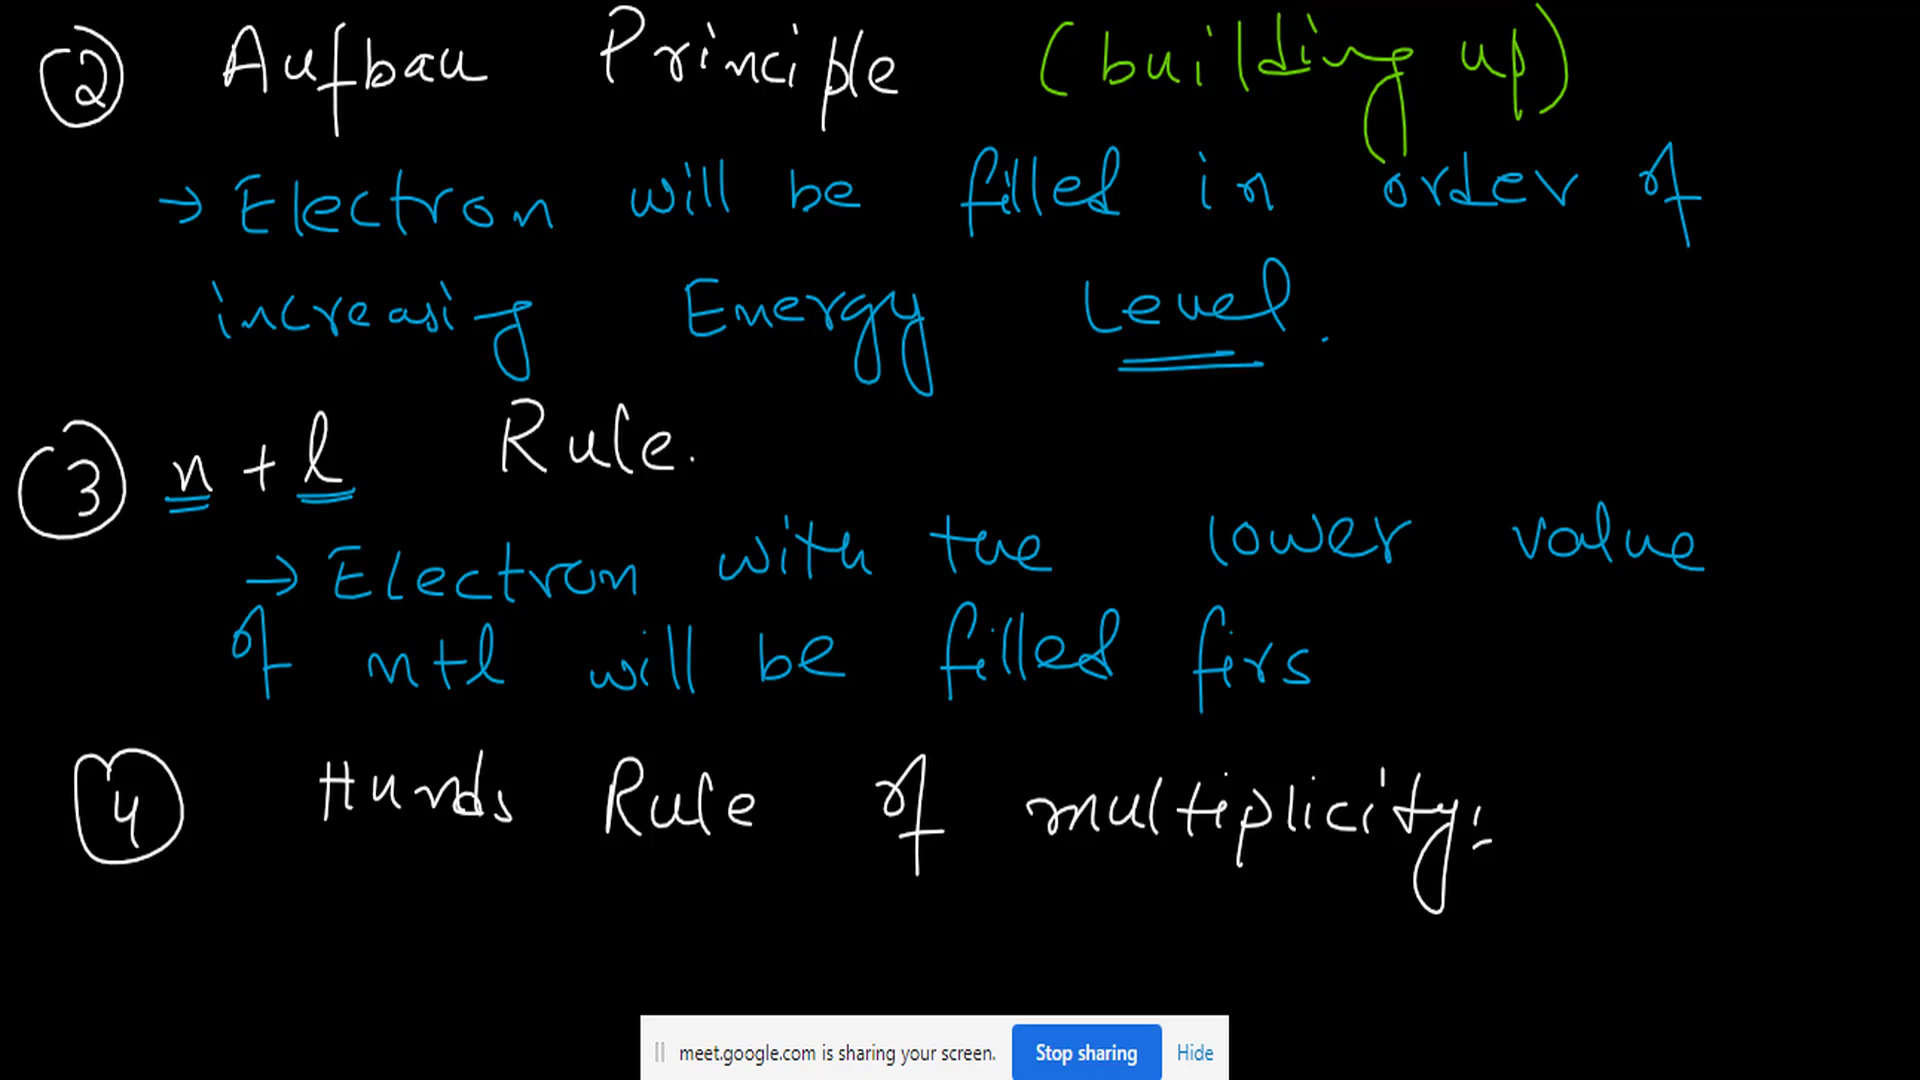 ② Aufbau Principle (building up)
→ Electron will be filled in order of
increasing Energy Level.
③ n + l Rule.
→ Electron with the lower value
of n+l will be filled firs
④ Hunds Rule of multiplicity:
meet.google.com is sharing your screen. Stop sharing Hide